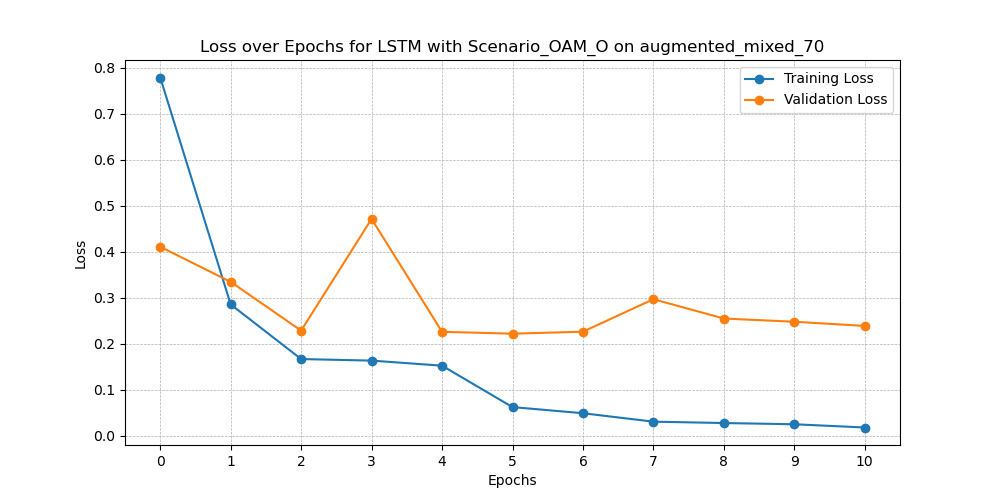 Loss over Epochs for LSTM with Scenario_OAM_O on augmented_mixed_70
Training Loss
Validation Loss
0.8
0.7
0.6
0.5
0.4
0.3
0.2
0.1
0.0
Loss
0 1 2 3 4 5 6 7 8 9 10
Epochs